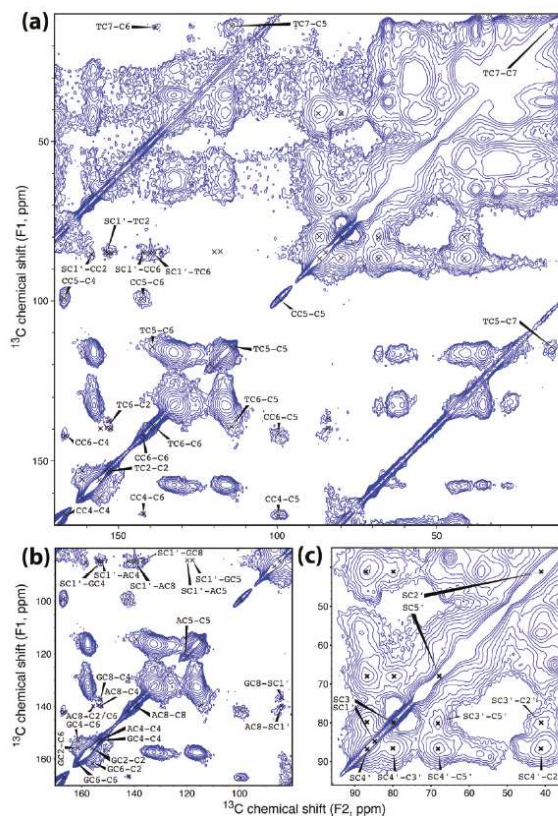 (a)
TC7-C6
TC7-C5
TC7-C7
50
SC1'-TC2
SC1'-CC2
SC1'-CC6
SC1'-TC6
CC5-C4
CC5-C6
CC5-C5
100
TC5-C6
TC5-C5
TC5-C7
TC6-C2
TC6-C5
CC6-C5
CC6-C4
TC6-C6
CC6-C6
TC2-C2
150
CC4-C4
CC4-C6
CC4-C5
150
100
50
13C chemical shift (F1, ppm)
(b)
SC1'-GC8
SC1'-GC4
SC1'-AC4
SC1'-AC8
SC1'-GC5
SC1'-AC5
100
AC5-C5
120
GC8-C4
AC8-C4
GC8-SC1'
140
AC8-C2/C6
AC8-C8
GC4-C6
AC8-SC1'
GC2-C6
AC4-C4
GC4-C4
GC2-C2
160
GC6-C2
GC6-C6
160
140
120
100
80
13C chemical shift (F1, ppm)
(c)
SC2'
50
SC5'
60
70
SC3'
SC1'
SC3'-C5'
SC3'-C2'
80
SC4'
SC4'-C3'
SC4'-C5'
SC4'-C2'
90
90
80
70
60
50
40
13C chemical shift (F2, ppm)